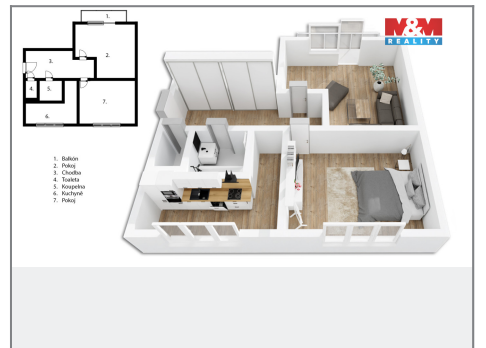 1.
2.
3.
4.
5.
6.
7.
M&M
REALITY
1. Balkón
2. Pokoj
3. Chodba
4. Toaleta
5. Koupelna
6. Kuchyně
7. Pokoj